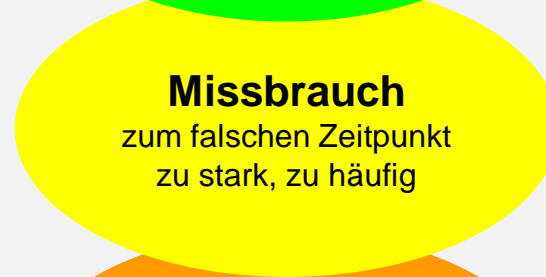 Missbrauch
zum falschen Zeitpunkt
zu stark, zu häufig